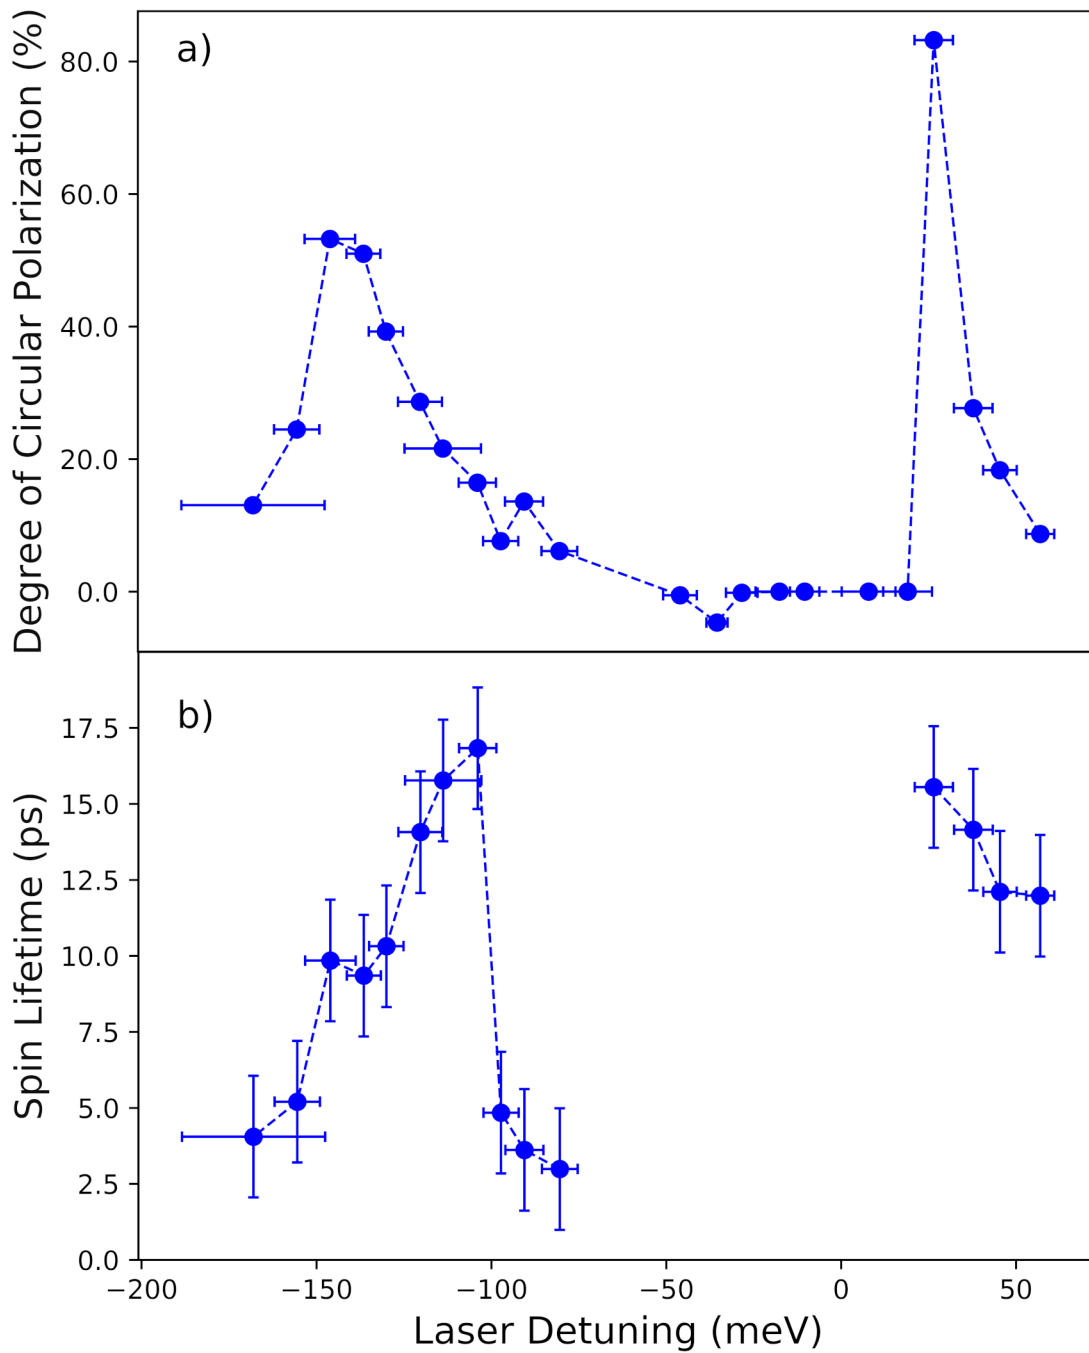 a)
Degree of Circular Polarization (%)
80.0
60.0
40.0
20.0
0.0
b)
Spin Lifetime (ps)
17.5
15.0
12.5
10.0
7.5
5.0
2.5
0.0
−200 −150 −100 −50 0 50
Laser Detuning (meV)